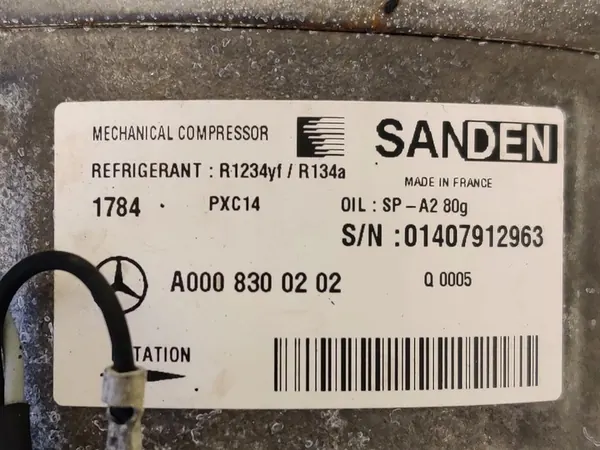 MECHANICAL COMPRESSOR
SANDEN
REFRIGERANT : R1234yf / R134a
MADE IN FRANCE
1784 · PXC14
OIL : SP-A2 80g
S/N :01407912963
A000 830 02 02
Q 0005
TATION